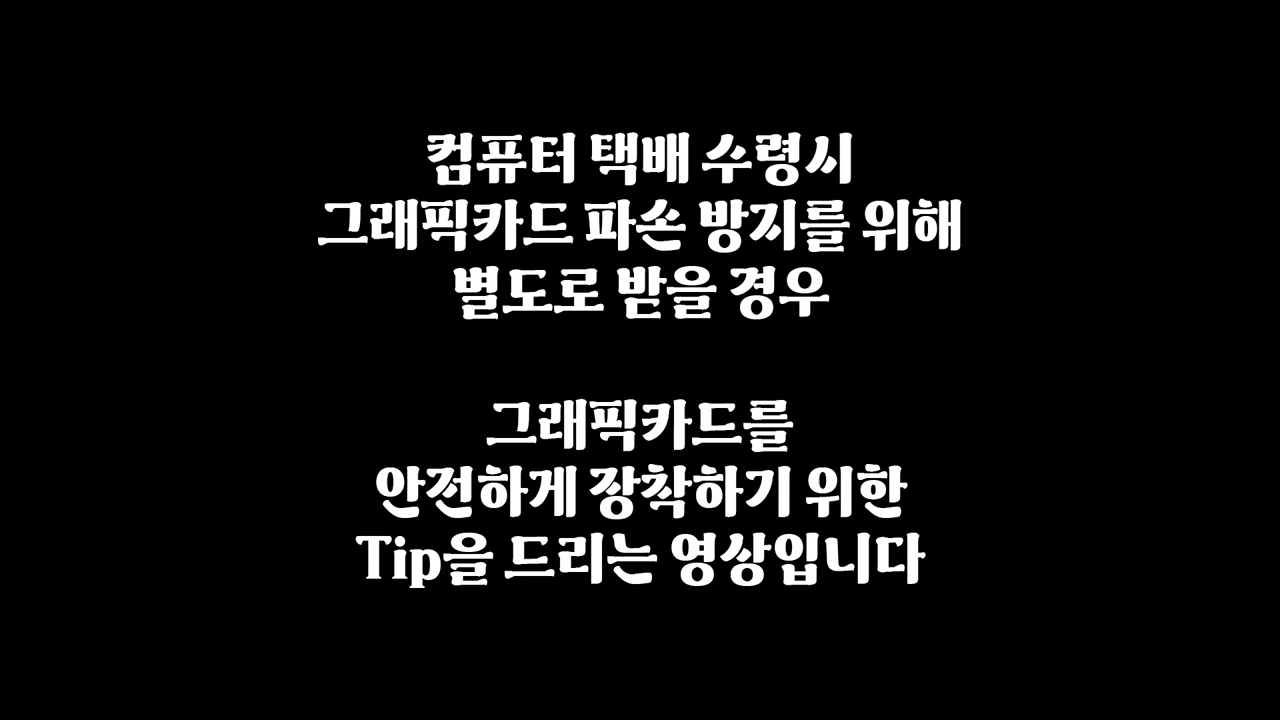 컴퓨터 택배 수령시
그래픽카드 파손 방지를 위해
별도로 받을 경우
그래픽카드를
안전하게 장착하기 위한
Tip을 드리는 영상입니다